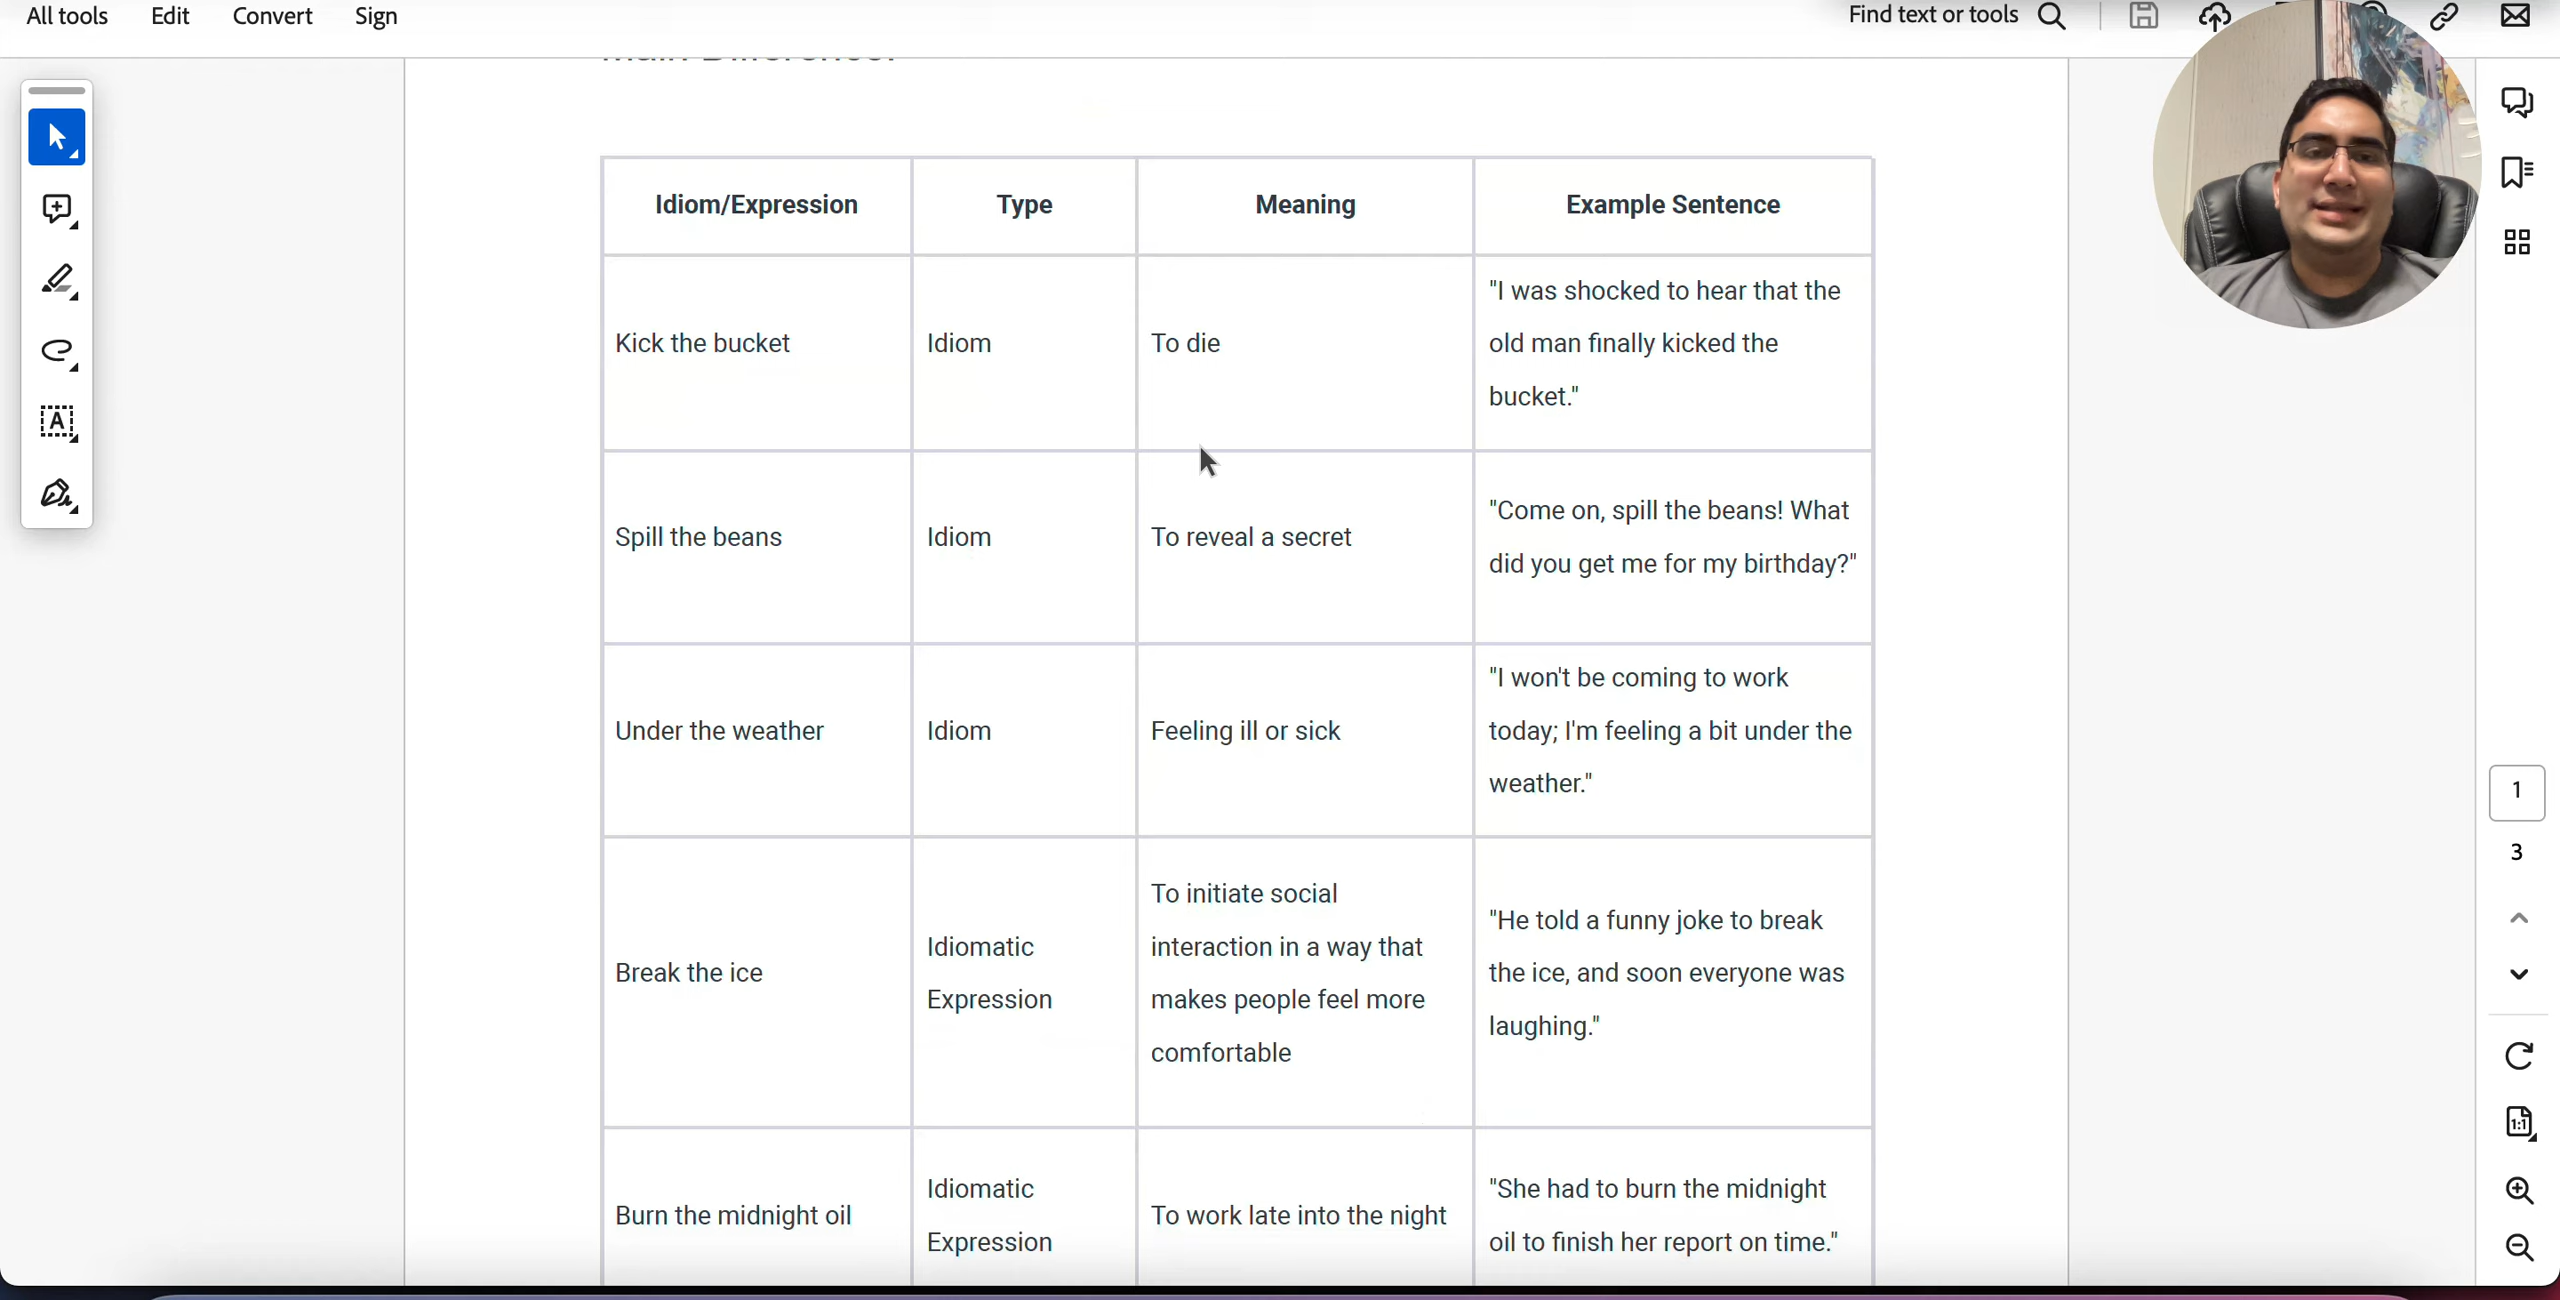 All tools Edit Convert Sign Find text or tools
Idiom/Expression Type Meaning Example Sentence
Kick the bucket Idiom To die "I was shocked to hear that the
old man finally kicked the
bucket."
Spill the beans Idiom To reveal a secret "Come on, spill the beans! What
did you get me for my birthday?"
Under the weather Idiom Feeling ill or sick "I won't be coming to work
today; I'm feeling a bit under the
weather."
Break the ice
Idiomatic
Expression
To initiate social
interaction in a way that
makes people feel more
comfortable
"He told a funny joke to break
the ice, and soon everyone was
laughing."
Burn the midnight oil
Idiomatic
Expression
To work late into the night
"She had to burn the midnight
oil to finish her report on time."
1
3
1:1